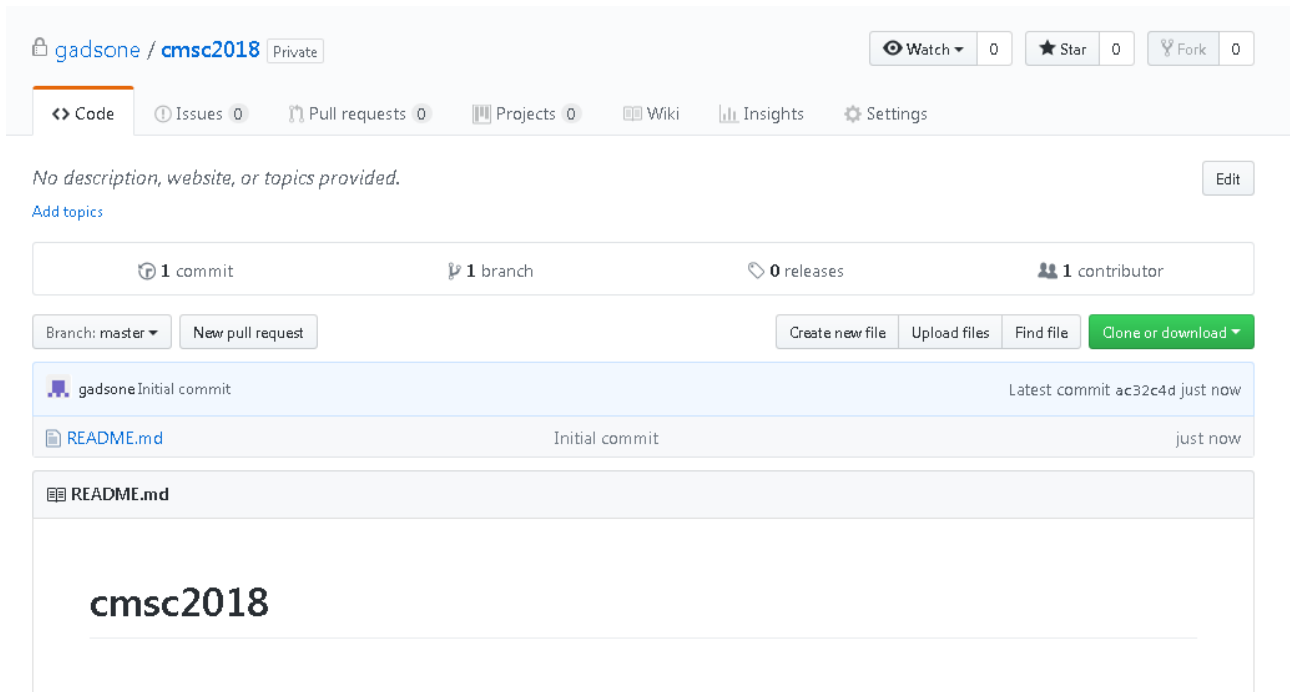 gadsone / cmsc2018 Private Watch 0 Star 0 Fork 0
Code Issues 0 Pull requests 0 Projects 0 Wiki Insights Settings
No description, website, or topics provided. Edit
Add topics
1 commit 1 branch 0 releases 1 contributor
Branch: master New pull request Create new file Upload files Find file Clone or download
gadsone Initial commit Latest commit ac32c4d just now
README.md Initial commit just now
README.md
cmsc2018